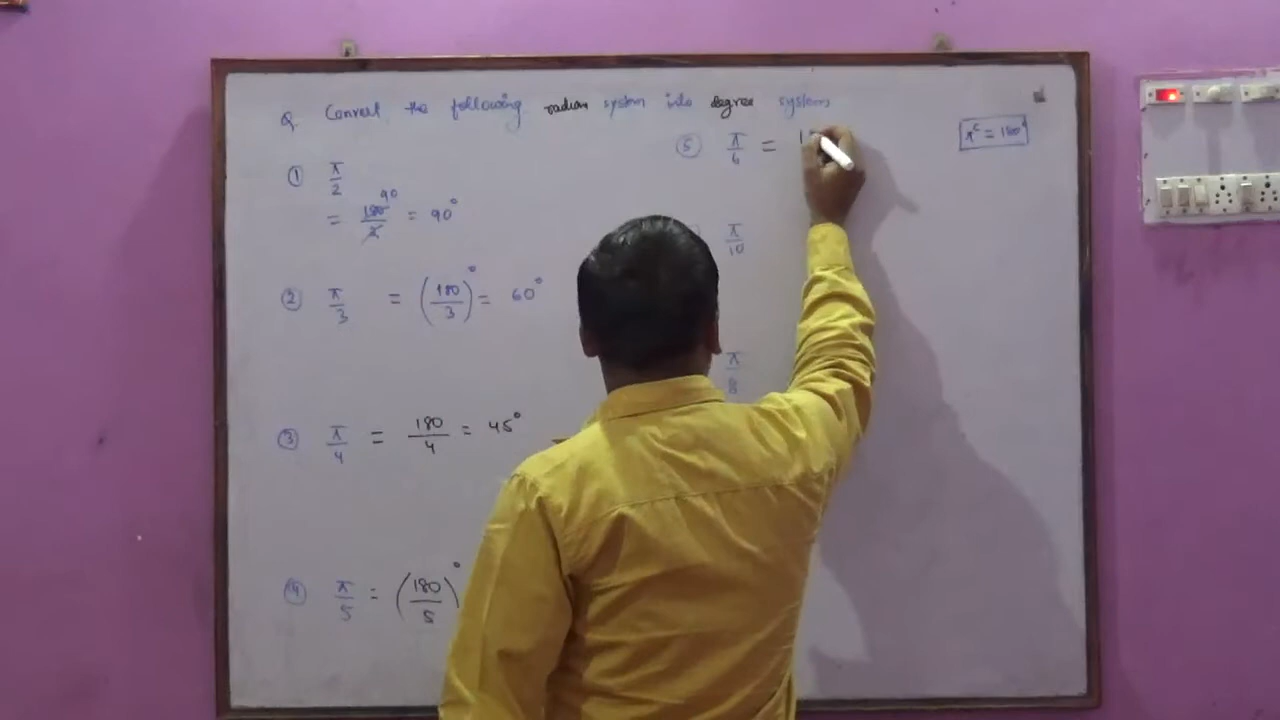 Q. Convert the following radian system into degree system
π^c = 180°
① π/2
= 180/2 90 = 90°
② π/3 = (180/3)° = 60°
③ π/4 = 180/4 = 45°
④ π/5 = (180/5)°
⑤ π/6 =
π/10
π/8